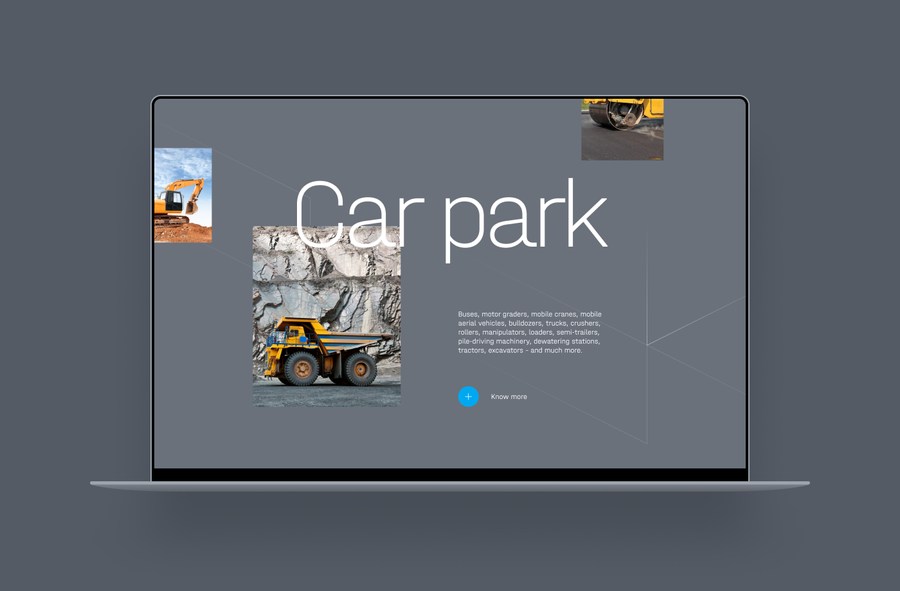 Car park
Buses, motor graders, mobile cranes, mobile
aerial vehicles, bulldozers, trucks, crushers,
rollers, manipulators, loaders, semi-trailers,
pile-driving machinery, dewatering stations,
tractors, excavators - and much more.
Know more